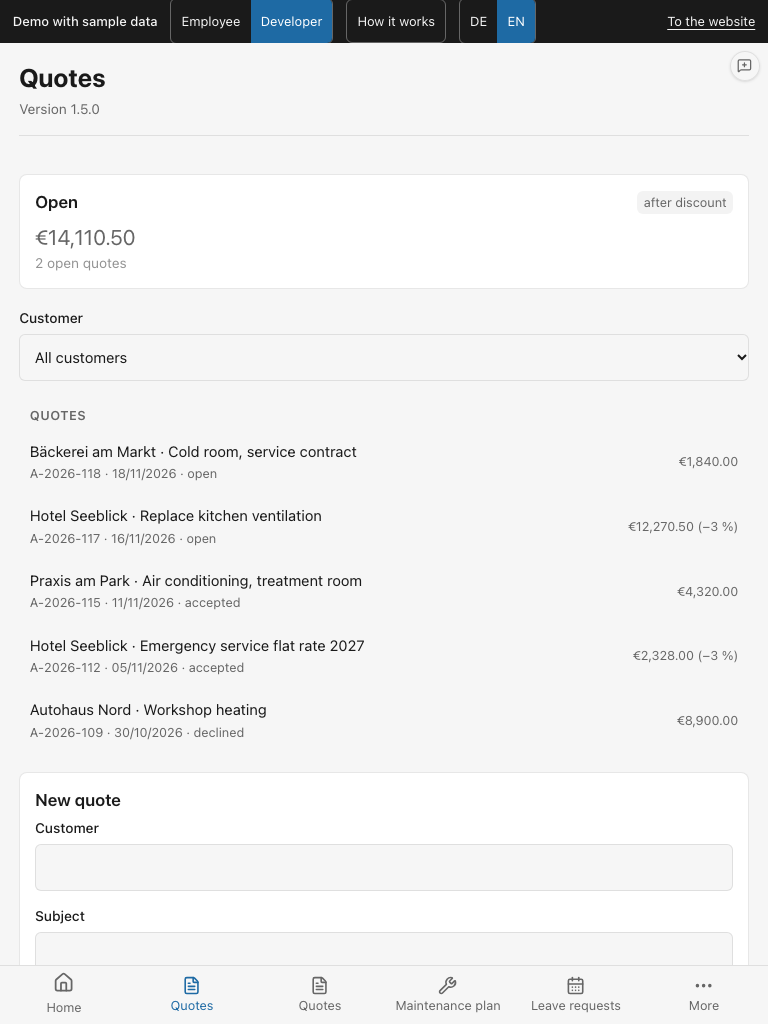 Demo with sample data Employee Developer How it works DE EN To the website
Quotes
Version 1.5.0
Open after discount
€14,110.50
2 open quotes
Customer
All customers
QUOTES
Bäckerei am Markt · Cold room, service contract
A-2026-118 · 18/11/2026 · open €1,840.00
Hotel Seeblick · Replace kitchen ventilation
A-2026-117 · 16/11/2026 · open €12,270.50 (−3 %)
Praxis am Park · Air conditioning, treatment room
A-2026-115 · 11/11/2026 · accepted €4,320.00
Hotel Seeblick · Emergency service flat rate 2027
A-2026-112 · 05/11/2026 · accepted €2,328.00 (−3 %)
Autohaus Nord · Workshop heating
A-2026-109 · 30/10/2026 · declined €8,900.00
New quote
Customer
Subject
Home Quotes Quotes Maintenance plan Leave requests More